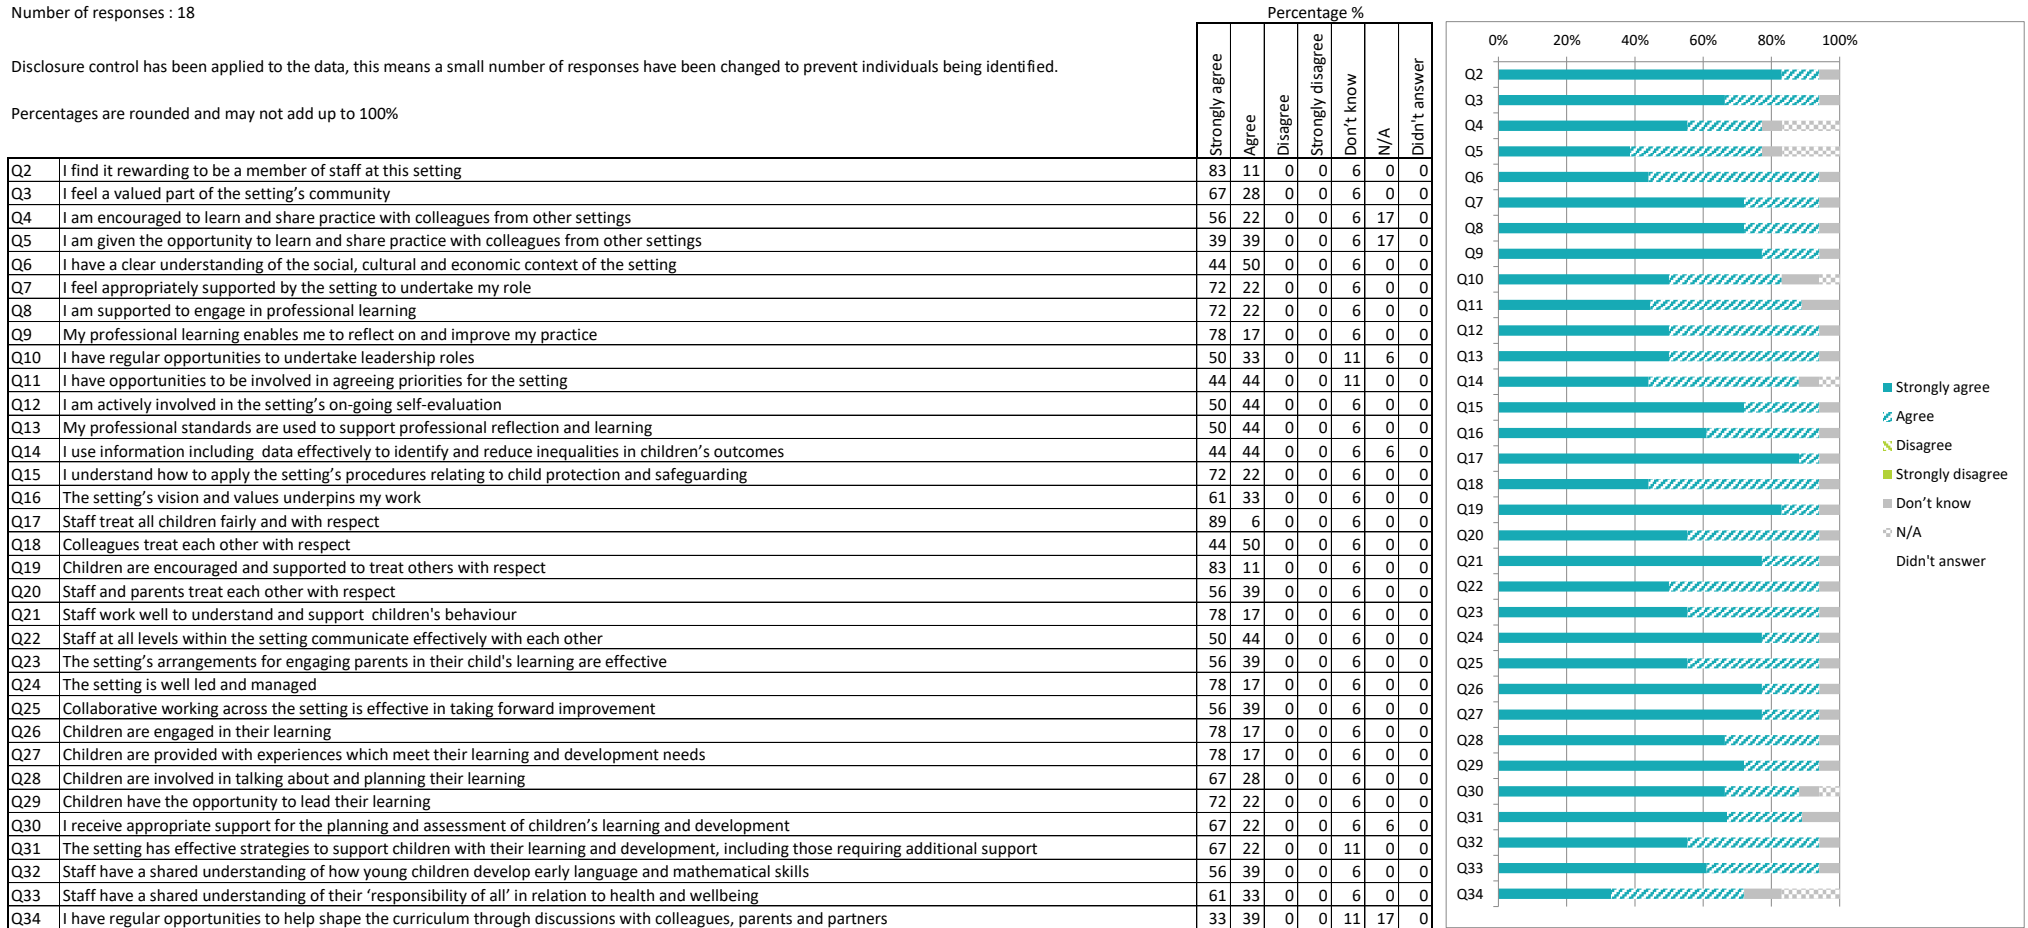 Number of responses : 18
Percentage %
Disclosure control has been applied to the data, this means a small number of responses have been changed to prevent individuals being identified.
Percentages are rounded and may not add up to 100%
Strongly agree
Agree
Disagree
Strongly disagree
Don't know
N/A
Didn't answer
Q2 I find it rewarding to be a member of staff at this setting 83 11 0 0 6 0 0
Q3 I feel a valued part of the setting’s community 67 28 0 0 6 0 0
Q4 I am encouraged to learn and share practice with colleagues from other settings 56 22 0 0 6 17 0
Q5 I am given the opportunity to learn and share practice with colleagues from other settings 39 39 0 0 6 17 0
Q6 I have a clear understanding of the social, cultural and economic context of the setting 44 50 0 0 6 0 0
Q7 I feel appropriately supported by the setting to undertake my role 72 22 0 0 6 0 0
Q8 I am supported to engage in professional learning 72 22 0 0 6 0 0
Q9 My professional learning enables me to reflect on and improve my practice 78 17 0 0 6 0 0
Q10 I have regular opportunities to undertake leadership roles 50 33 0 0 11 6 0
Q11 I have opportunities to be involved in agreeing priorities for the setting 44 44 0 0 11 0 0
Q12 I am actively involved in the setting’s on-going self-evaluation 50 44 0 0 6 0 0
Q13 My professional standards are used to support professional reflection and learning 50 44 0 0 6 0 0
Q14 I use information including data effectively to identify and reduce inequalities in children’s outcomes 44 44 0 0 6 6 0
Q15 I understand how to apply the setting’s procedures relating to child protection and safeguarding 72 22 0 0 6 0 0
Q16 The setting’s vision and values underpins my work 61 33 0 0 6 0 0
Q17 Staff treat all children fairly and with respect 89 6 0 0 6 0 0
Q18 Colleagues treat each other with respect 44 50 0 0 6 0 0
Q19 Children are encouraged and supported to treat others with respect 83 11 0 0 6 0 0
Q20 Staff and parents treat each other with respect 56 39 0 0 6 0 0
Q21 Staff work well to understand and support children's behaviour 78 17 0 0 6 0 0
Q22 Staff at all levels within the setting communicate effectively with each other 50 44 0 0 6 0 0
Q23 The setting’s arrangements for engaging parents in their child's learning are effective 56 39 0 0 6 0 0
Q24 The setting is well led and managed 78 17 0 0 6 0 0
Q25 Collaborative working across the setting is effective in taking forward improvement 56 39 0 0 6 0 0
Q26 Children are engaged in their learning 78 17 0 0 6 0 0
Q27 Children are provided with experiences which meet their learning and development needs 78 17 0 0 6 0 0
Q28 Children are involved in talking about and planning their learning 67 28 0 0 6 0 0
Q29 Children have the opportunity to lead their learning 72 22 0 0 6 0 0
Q30 I receive appropriate support for the planning and assessment of children’s learning and development 67 22 0 0 6 6 0
Q31 The setting has effective strategies to support children with their learning and development, including those requiring additional support 67 22 0 0 11 0 0
Q32 Staff have a shared understanding of how young children develop early language and mathematical skills 56 39 0 0 6 0 0
Q33 Staff have a shared understanding of their ‘responsibility of all’ in relation to health and wellbeing 61 33 0 0 6 0 0
Q34 I have regular opportunities to help shape the curriculum through discussions with colleagues, parents and partners 33 39 0 0 11 17 0
0% 20% 40% 60% 80% 100%
Q2
Q3
Q4
Q5
Q6
Q7
Q8
Q9
Q10
Q11
Q12
Q13
Q14
Q15
Q16
Q17
Q18
Q19
Q20
Q21
Q22
Q23
Q24
Q25
Q26
Q27
Q28
Q29
Q30
Q31
Q32
Q33
Q34
Strongly agree
Agree
Disagree
Strongly disagree
Don’t know
N/A
Didn't answer